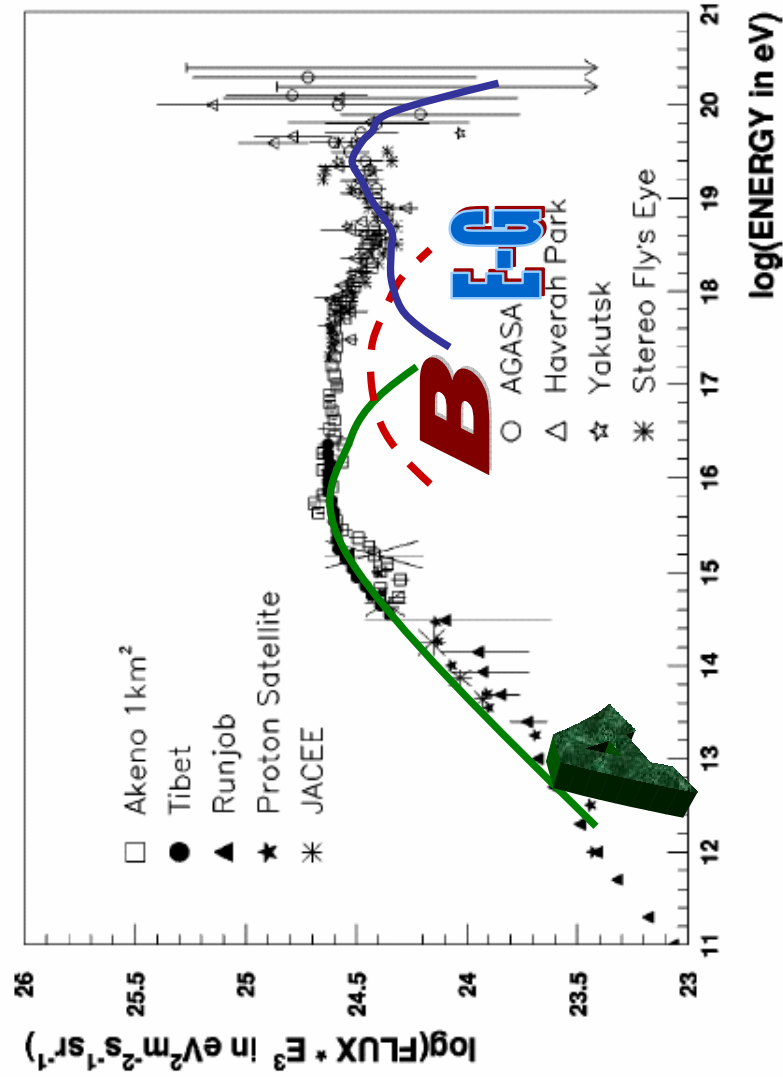 log(FLUX * E³ in eV²m⁻²s⁻¹sr⁻¹)
26
25.5
25
24.5
24
23.5
23
□ Akeno 1km²
● Tibet
▲ Runjob
★ Proton Satellite
✳ JACEE
A
B
E-G
○ AGASA
△ Haverah Park
☆ Yakutsk
✳ Stereo Fly's Eye
11
12
13
14
15
16
17
18
19
20
21
log(ENERGY in eV)